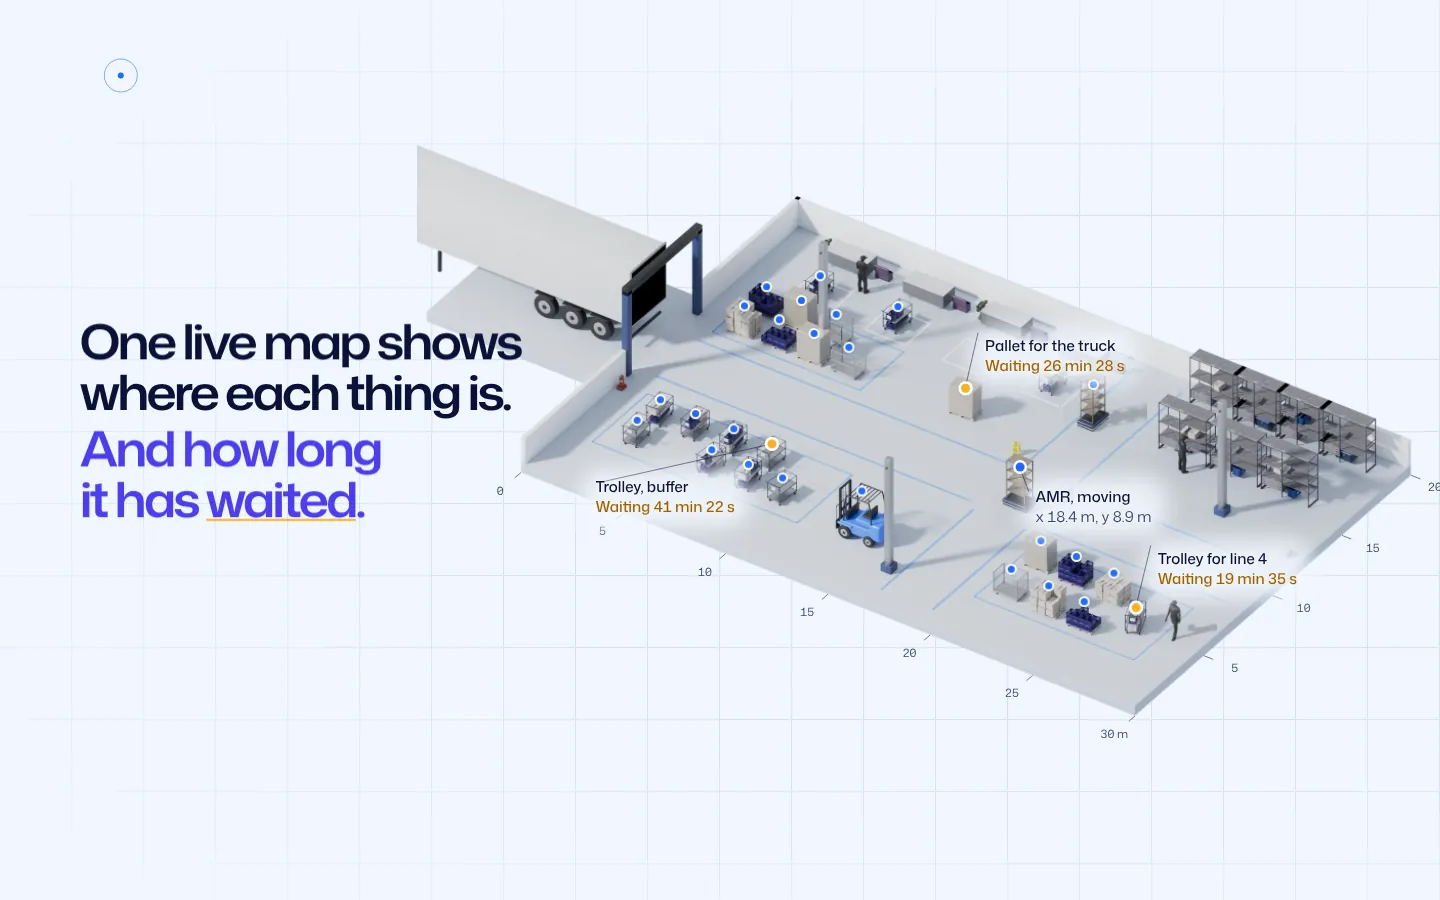 One live map shows
where each thing is.
And how long
it has waited.
Pallet for the truck
Waiting 26 min 28 s
Trolley, buffer
Waiting 41 min 22 s
AMR, moving
x 18.4 m, y 8.9 m
Trolley for line 4
Waiting 19 min 35 s
0
5
10
15
20
25
30 m
5
10
15
20